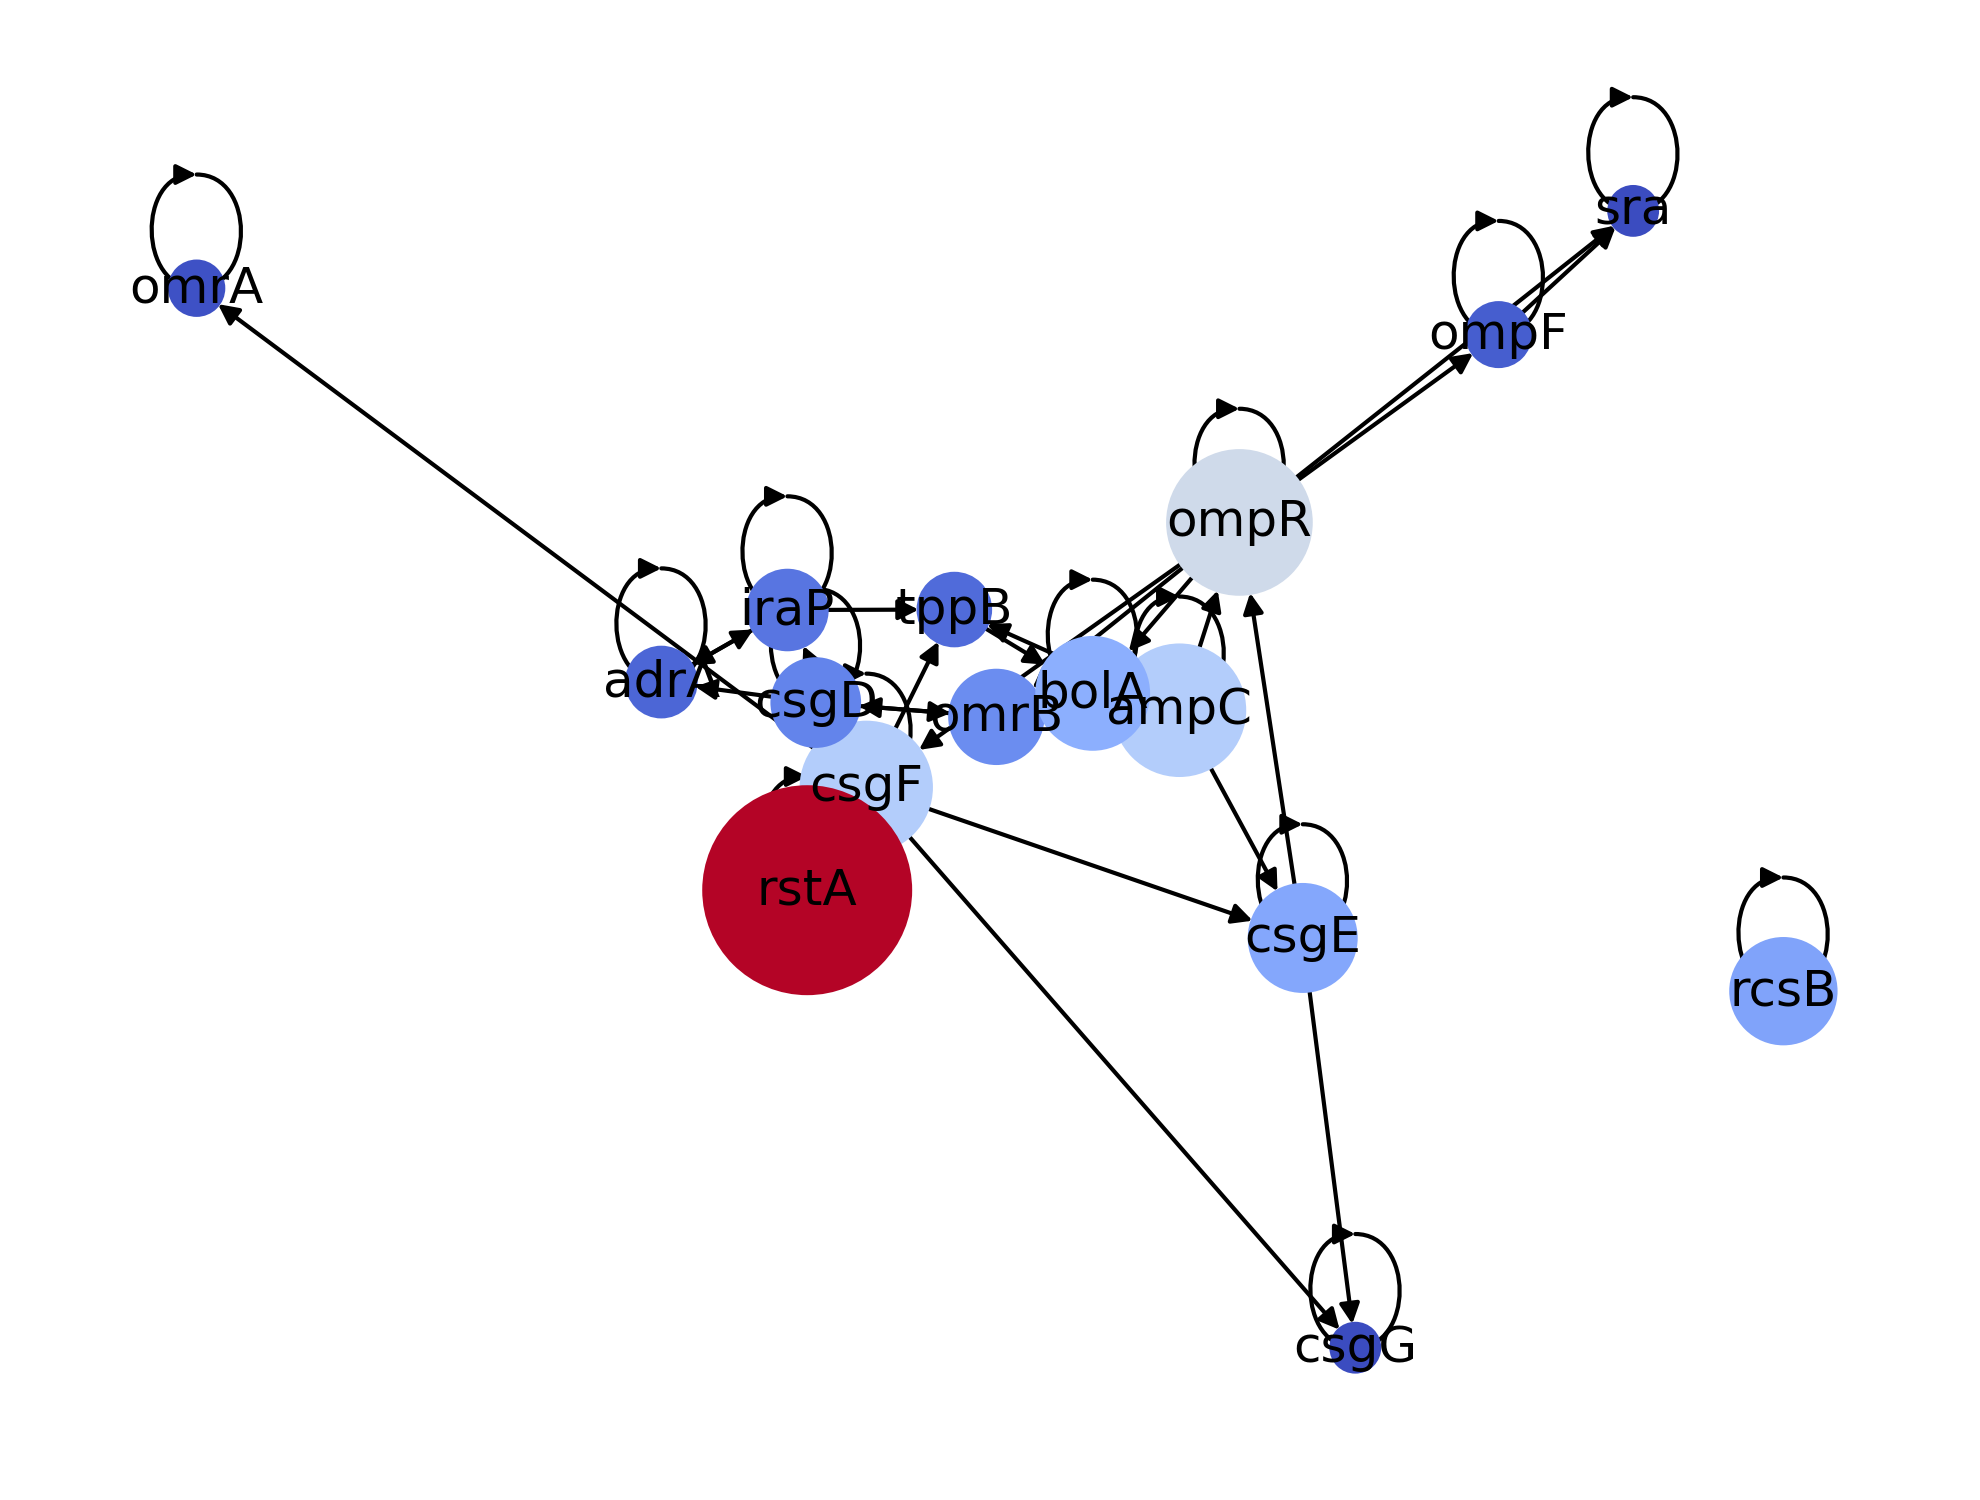 sra
omrA
ompF
ompR
iraP
tppB
adrA
csgD
bolA
ampC
omrB
csgF
rstA
csgE
rcsB
csgG